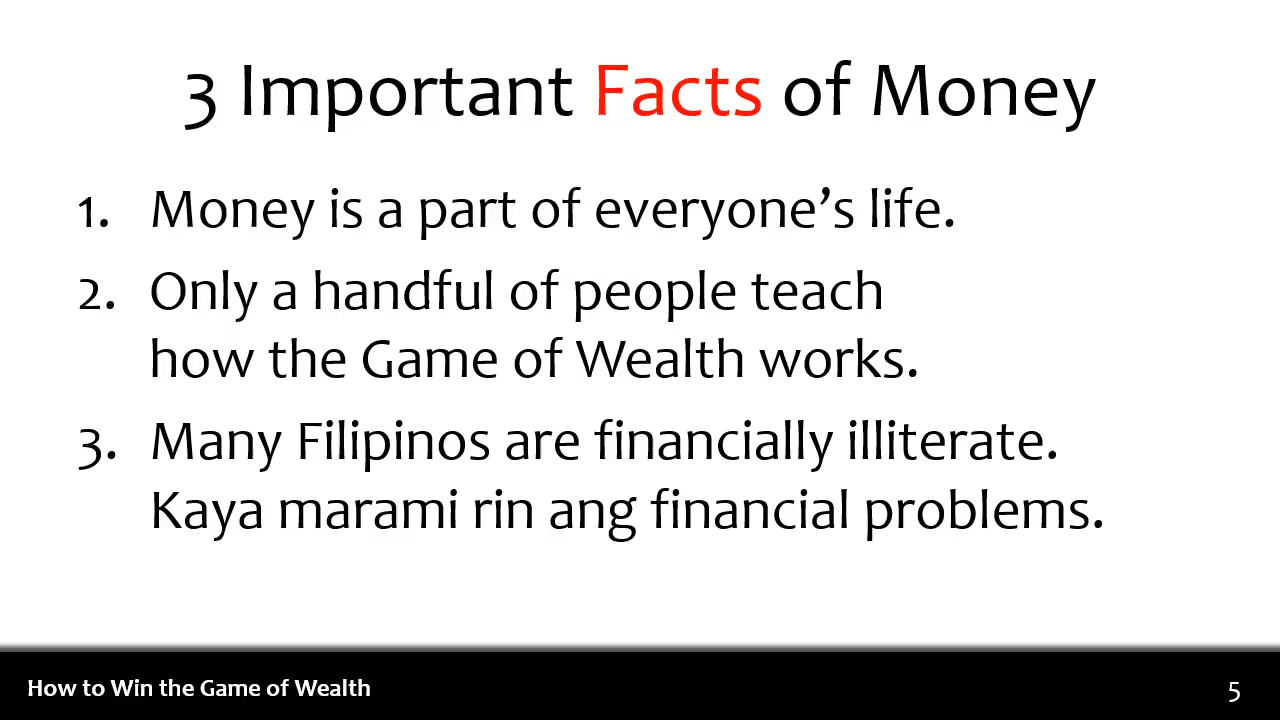 3 Important Facts of Money
1. Money is a part of everyone’s life.
2. Only a handful of people teach
how the Game of Wealth works.
3. Many Filipinos are financially illiterate.
Kaya marami rin ang financial problems.
How to Win the Game of Wealth
5